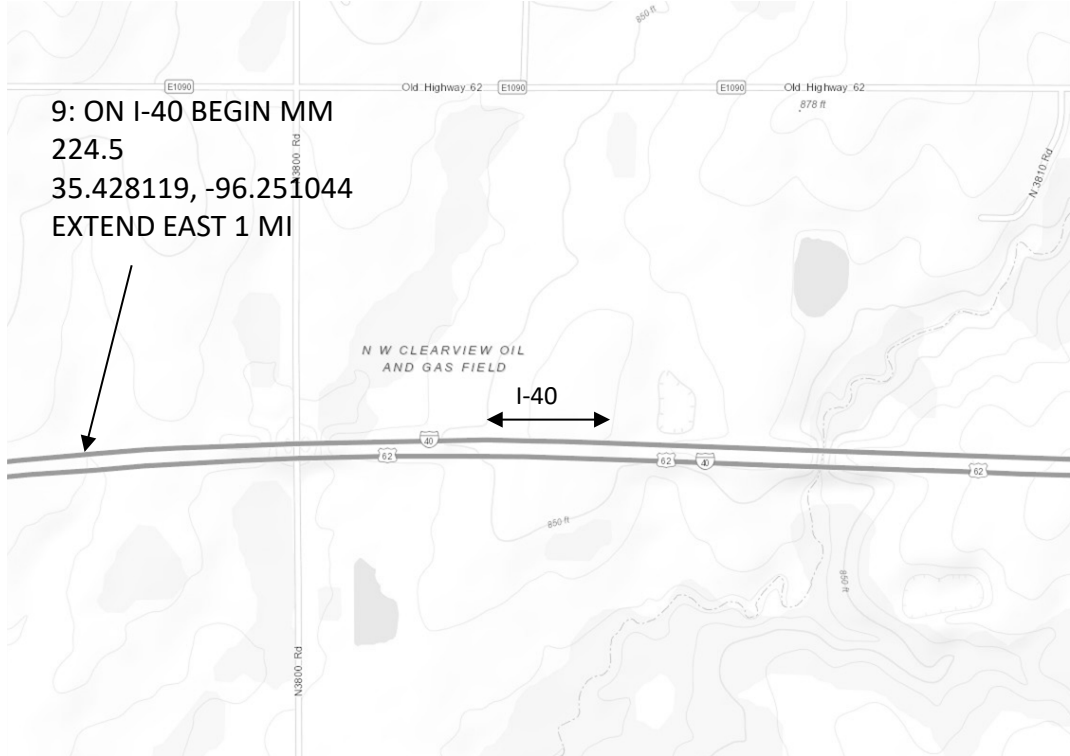 850 ft
E1090
Old Highway 62
E1090
E1090
Old Highway 62
878 ft
9: ON I-40 BEGIN MM
224.5
35.428119, -96.251044
EXTEND EAST 1 MI
N3800 Rd
N 3810 Rd
N W CLEARVIEW OIL
AND GAS FIELD
I-40
40
62
62
40
62
850 ft
850 ft
N3800 Rd